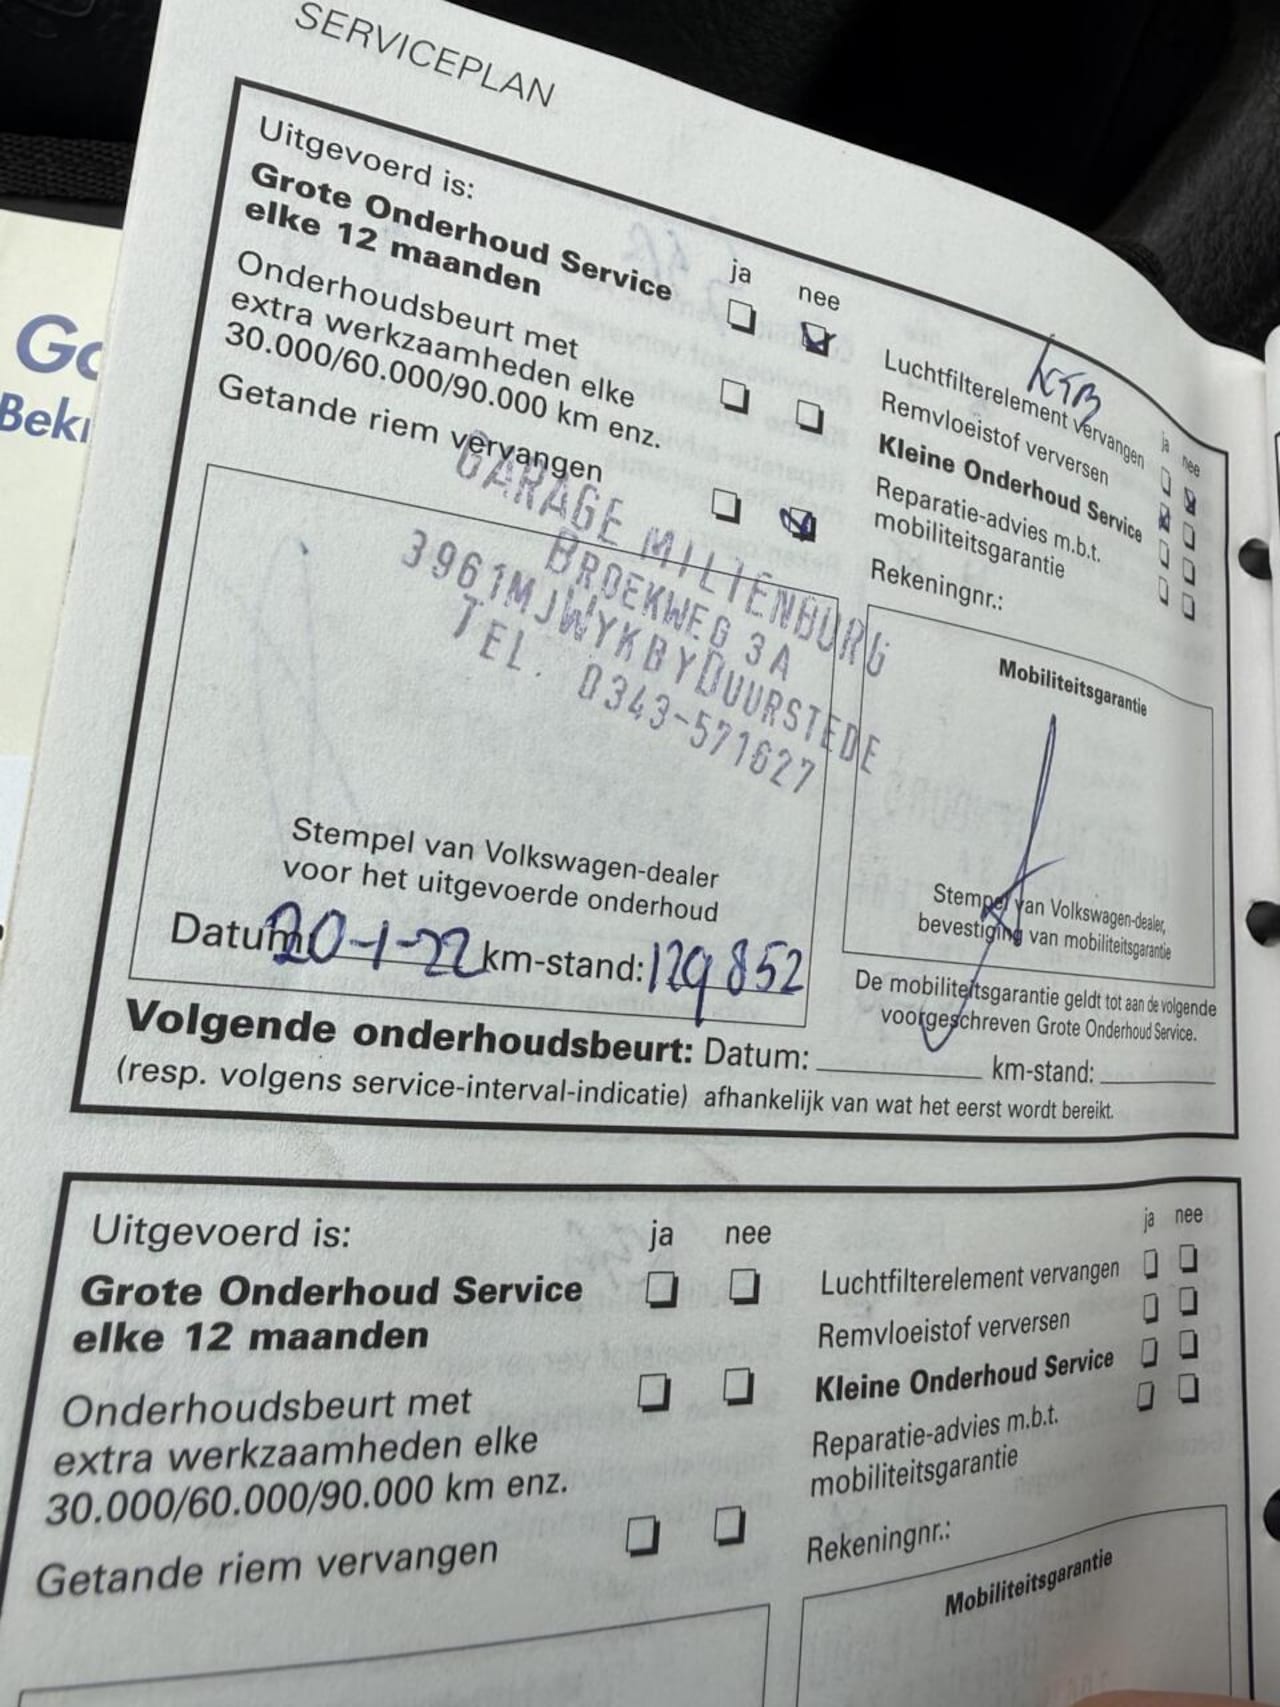 SERVICEPLAN
Uitgevoerd is:
Grote Onderhoud Service
elke 12 maanden
ja nee
Onderhoudsbeurt met
extra werkzaamheden elke
30.000/60.000/90.000 km enz.
Getande riem vervangen
Luchtfilterelement vervangen
Remvloeistof verversen
Kleine Onderhoud Service
Reparatie-advies m.b.t.
mobiliteitsgarantie
ja nee
Rekeningnr.:
GARAGE MILTENBURG
BROEKWEG 3A
3961MJWYKBYDUURSTEDE
TEL. 0343-571627
Stempel van Volkswagen-dealer
voor het uitgevoerde onderhoud
Datum: 20-1-22 km-stand: 129852
Mobiliteitsgarantie
Stempel van Volkswagen-dealer,
bevestiging van mobiliteitsgarantie
De mobiliteitsgarantie geldt tot aan de volgende
voorgeschreven Grote Onderhoud Service.
Volgende onderhoudsbeurt: Datum: km-stand:
(resp. volgens service-interval-indicatie) afhankelijk van wat het eerst wordt bereikt.
Uitgevoerd is:
ja nee
Grote Onderhoud Service
elke 12 maanden
Onderhoudsbeurt met
extra werkzaamheden elke
30.000/60.000/90.000 km enz.
Getande riem vervangen
ja nee
Luchtfilterelement vervangen
Remvloeistof verversen
Kleine Onderhoud Service
Reparatie-advies m.b.t.
mobiliteitsgarantie
Rekeningnr.:
Mobiliteitsgarantie